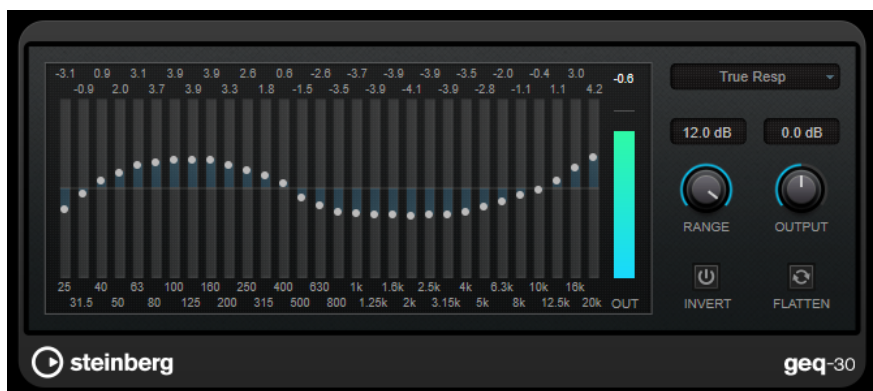 -3.1 0.9 3.1 3.9 3.9 2.6 0.6 -2.6 -3.7 -3.9 -3.9 -3.5 -2.0 -0.4 3.0
-0.9 2.0 3.7 3.9 3.3 1.8 -1.5 -3.5 -3.9 -4.1 -3.9 -2.8 -1.1 1.1 4.2
-0.6
True Resp
12.0 dB 0.0 dB
RANGE OUTPUT
25 40 63 100 160 250 400 630 1k 1.6k 2.5k 4k 6.3k 10k 16k
31.5 50 80 125 200 315 500 800 1.25k 2k 3.15k 5k 8k 12.5k 20k OUT
INVERT FLATTEN
steinberg
geq-30